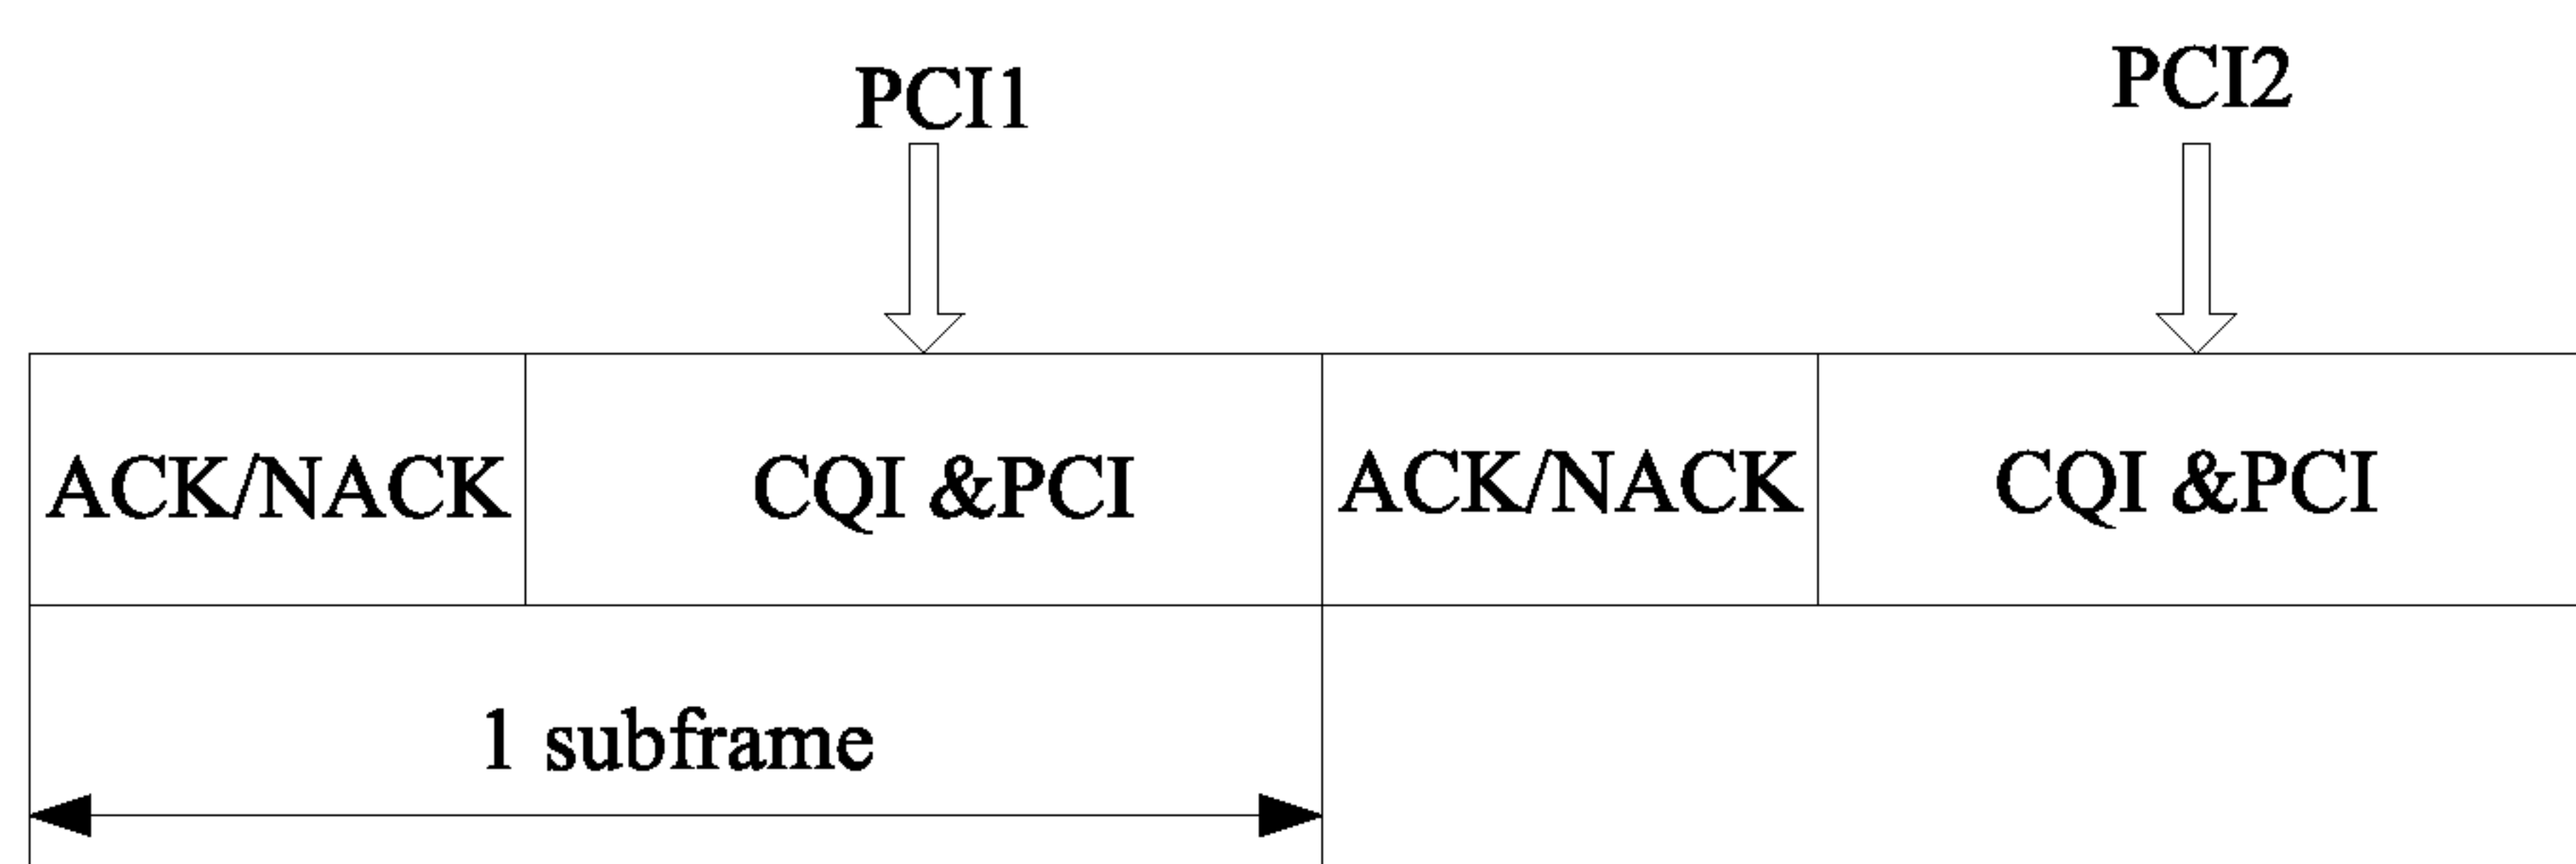 PCI1
PCI2
ACK/NACK
CQI &PCI
ACK/NACK
CQI &PCI
1 subframe